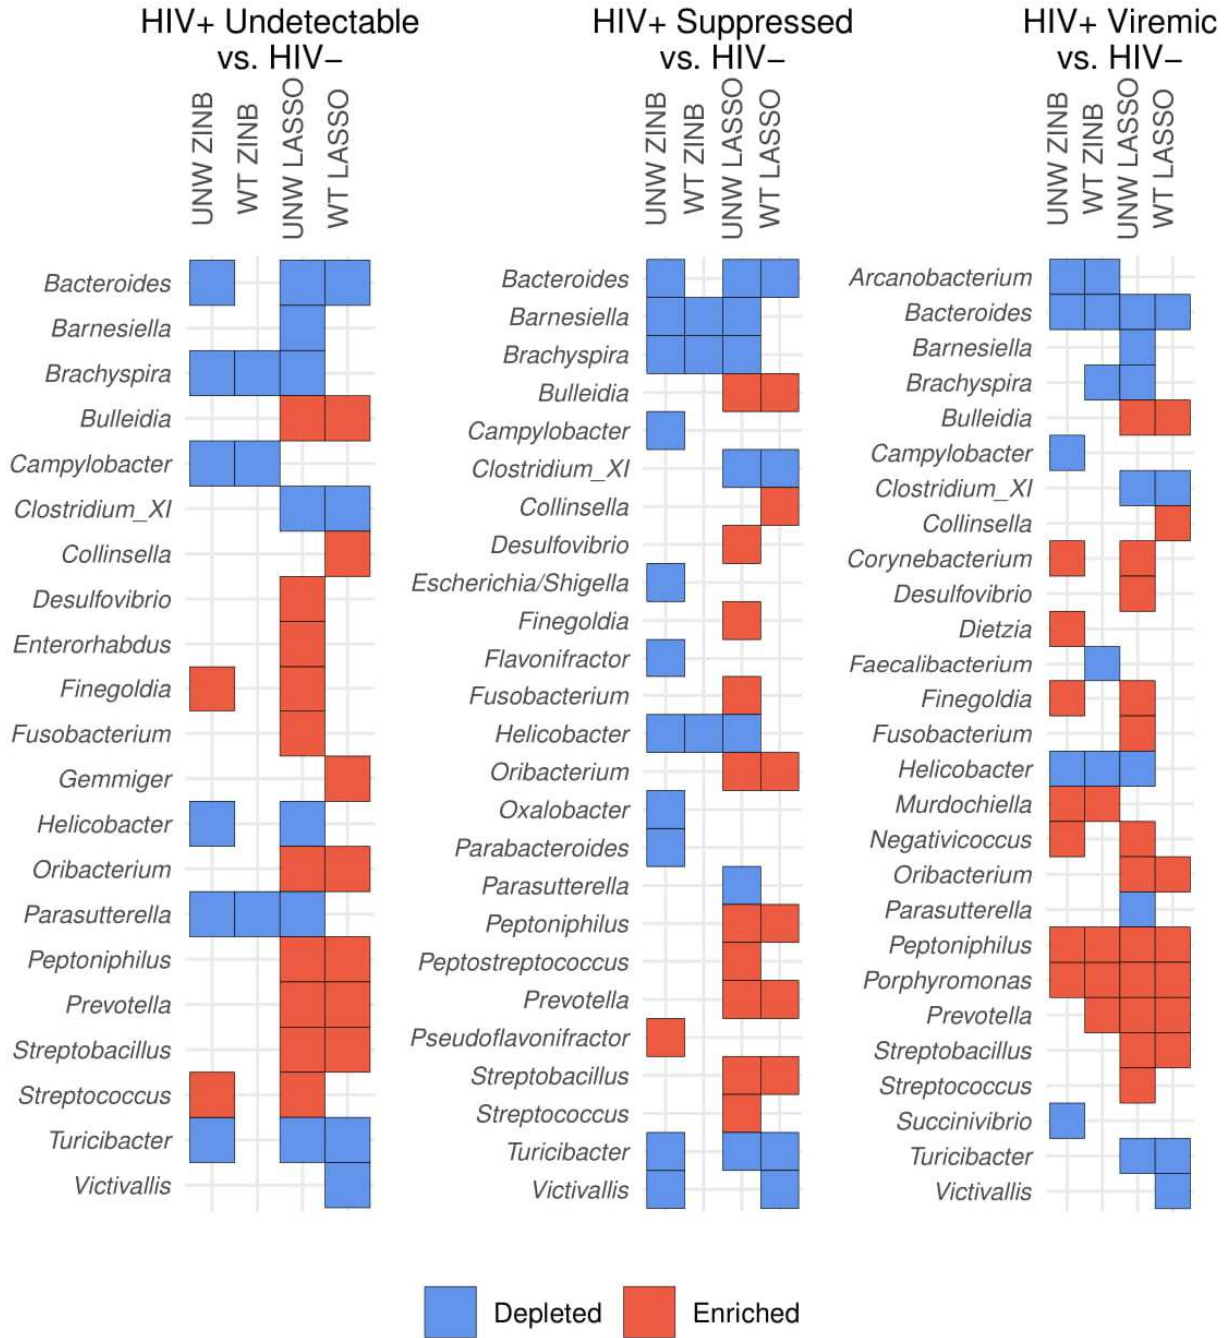 HIV+ Undetectable
vs. HIV−
UNW ZINB
WT ZINB
UNW LASSO
WT LASSO
Bacteroides
Barnesiella
Brachyspira
Bulleidia
Campylobacter
Clostridium_XI
Collinsella
Desulfovibrio
Enterorhabdus
Finegoldia
Fusobacterium
Gemmiger
Helicobacter
Oribacterium
Parasutterella
Peptoniphilus
Prevotella
Streptobacillus
Streptococcus
Turicibacter
Victivallis
HIV+ Suppressed
vs. HIV−
UNW ZINB
WT ZINB
UNW LASSO
WT LASSO
Bacteroides
Barnesiella
Brachyspira
Bulleidia
Campylobacter
Clostridium_XI
Collinsella
Desulfovibrio
Escherichia/Shigella
Finegoldia
Flavonifractor
Fusobacterium
Helicobacter
Oribacterium
Oxalobacter
Parabacteroides
Parasutterella
Peptoniphilus
Peptostreptococcus
Prevotella
Pseudoflavonifractor
Streptobacillus
Streptococcus
Turicibacter
Victivallis
HIV+ Viremic
vs. HIV−
UNW ZINB
WT ZINB
UNW LASSO
WT LASSO
Arcanobacterium
Bacteroides
Barnesiella
Brachyspira
Bulleidia
Campylobacter
Clostridium_XI
Collinsella
Corynebacterium
Desulfovibrio
Dietzia
Faecalibacterium
Finegoldia
Fusobacterium
Helicobacter
Murdochiella
Negativicoccus
Oribacterium
Parasutterella
Peptoniphilus
Porphyromonas
Prevotella
Streptobacillus
Streptococcus
Succinivibrio
Turicibacter
Victivallis
Depleted
Enriched